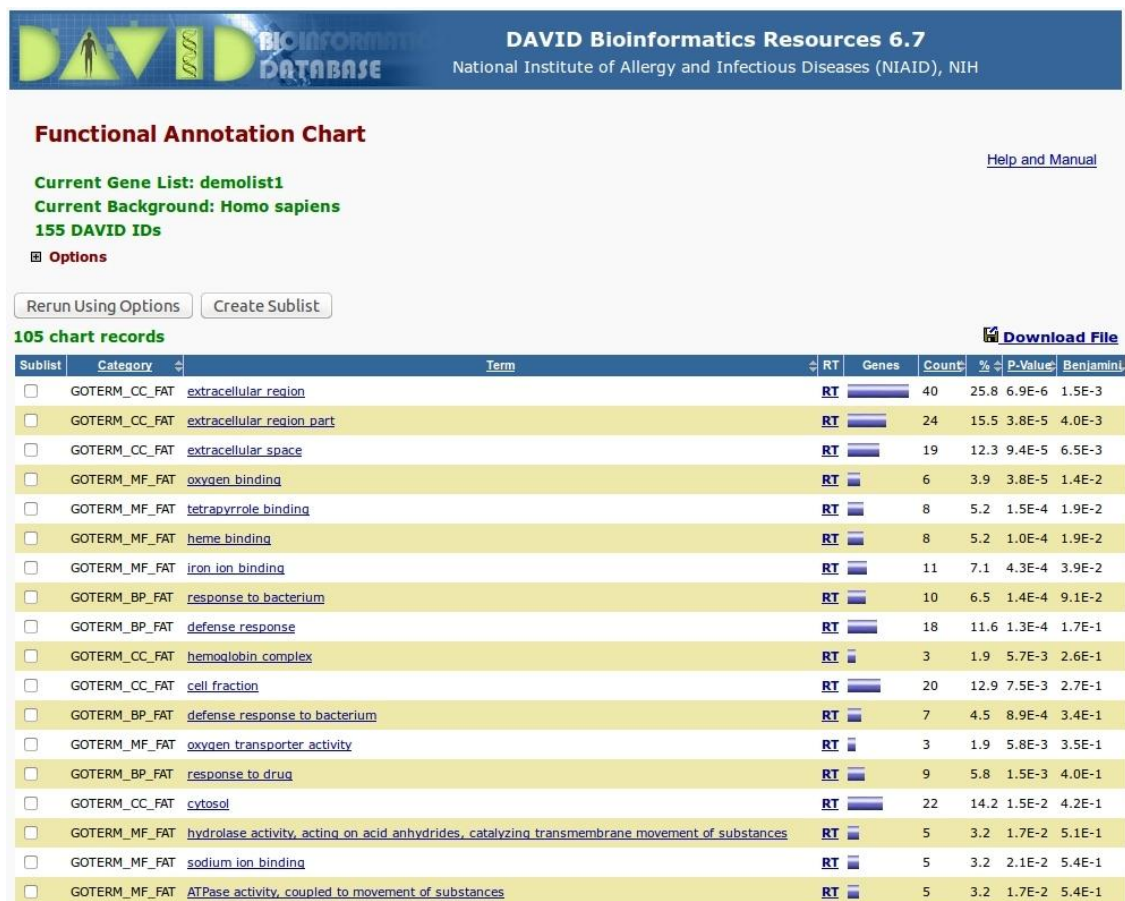 DAVID BIOINFORMATICS DATABASE
DAVID Bioinformatics Resources 6.7
National Institute of Allergy and Infectious Diseases (NIAID), NIH
Functional Annotation Chart
Help and Manual
Current Gene List: demolist1
Current Background: Homo sapiens
155 DAVID IDs
Options
Rerun Using Options Create Sublist
105 chart records Download File
Sublist Category Term RT Genes Count % P-Value Benjamini
GOTERM_CC_FAT extracellular region RT 40 25.8 6.9E-6 1.5E-3
GOTERM_CC_FAT extracellular region part RT 24 15.5 3.8E-5 4.0E-3
GOTERM_CC_FAT extracellular space RT 19 12.3 9.4E-5 6.5E-3
GOTERM_MF_FAT oxygen binding RT 6 3.9 3.8E-5 1.4E-2
GOTERM_MF_FAT tetrapyrrole binding RT 8 5.2 1.5E-4 1.9E-2
GOTERM_MF_FAT heme binding RT 8 5.2 1.0E-4 1.9E-2
GOTERM_MF_FAT iron ion binding RT 11 7.1 4.3E-4 3.9E-2
GOTERM_BP_FAT response to bacterium RT 10 6.5 1.4E-4 9.1E-2
GOTERM_BP_FAT defense response RT 18 11.6 1.3E-4 1.7E-1
GOTERM_CC_FAT hemoglobin complex RT 3 1.9 5.7E-3 2.6E-1
GOTERM_CC_FAT cell fraction RT 20 12.9 7.5E-3 2.7E-1
GOTERM_BP_FAT defense response to bacterium RT 7 4.5 8.9E-4 3.4E-1
GOTERM_MF_FAT oxygen transporter activity RT 3 1.9 5.8E-3 3.5E-1
GOTERM_BP_FAT response to drug RT 9 5.8 1.5E-3 4.0E-1
GOTERM_CC_FAT cytosol RT 22 14.2 1.5E-2 4.2E-1
GOTERM_MF_FAT hydrolase activity, acting on acid anhydrides, catalyzing transmembrane movement of substances RT 5 3.2 1.7E-2 5.1E-1
GOTERM_MF_FAT sodium ion binding RT 5 3.2 2.1E-2 5.4E-1
GOTERM_MF_FAT ATPase activity, coupled to movement of substances RT 5 3.2 1.7E-2 5.4E-1